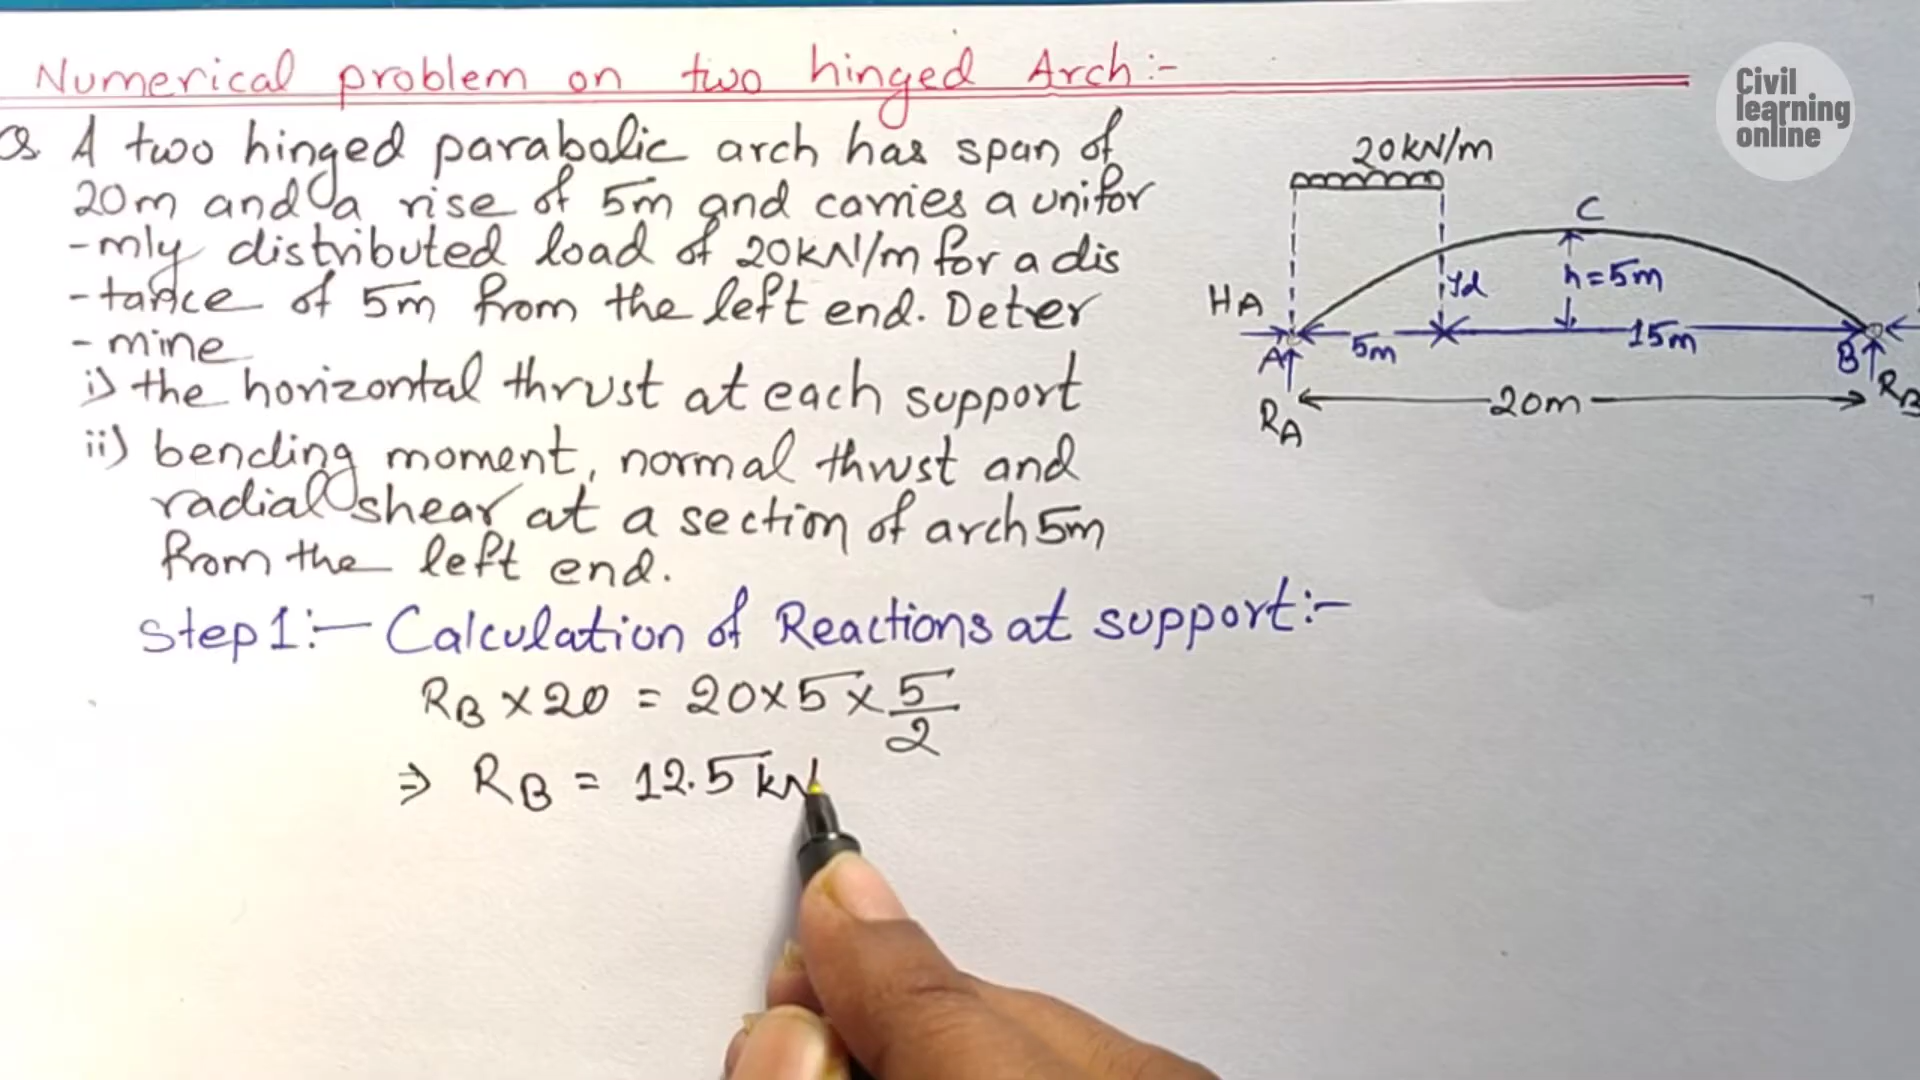 Numerical problem on two hinged Arch:-
Civil
learning
online
Q. A two hinged parabolic arch has span of
20m and a rise of 5m and carries a unifor
-mly distributed load of 20kN/m for a dis
-tance of 5m from the left end. Deter
-mine
i) the horizontal thrust at each support
ii) bending moment, normal thrust and
radial shear at a section of arch 5m
from the left end.
20kN/m
C
yd
h=5m
HA
A
5m
15m
B
RA
20m
RB
Step 1:- Calculation of Reactions at support:-
RB × 20 = 20×5×5/2
⇒ RB = 12.5 kN